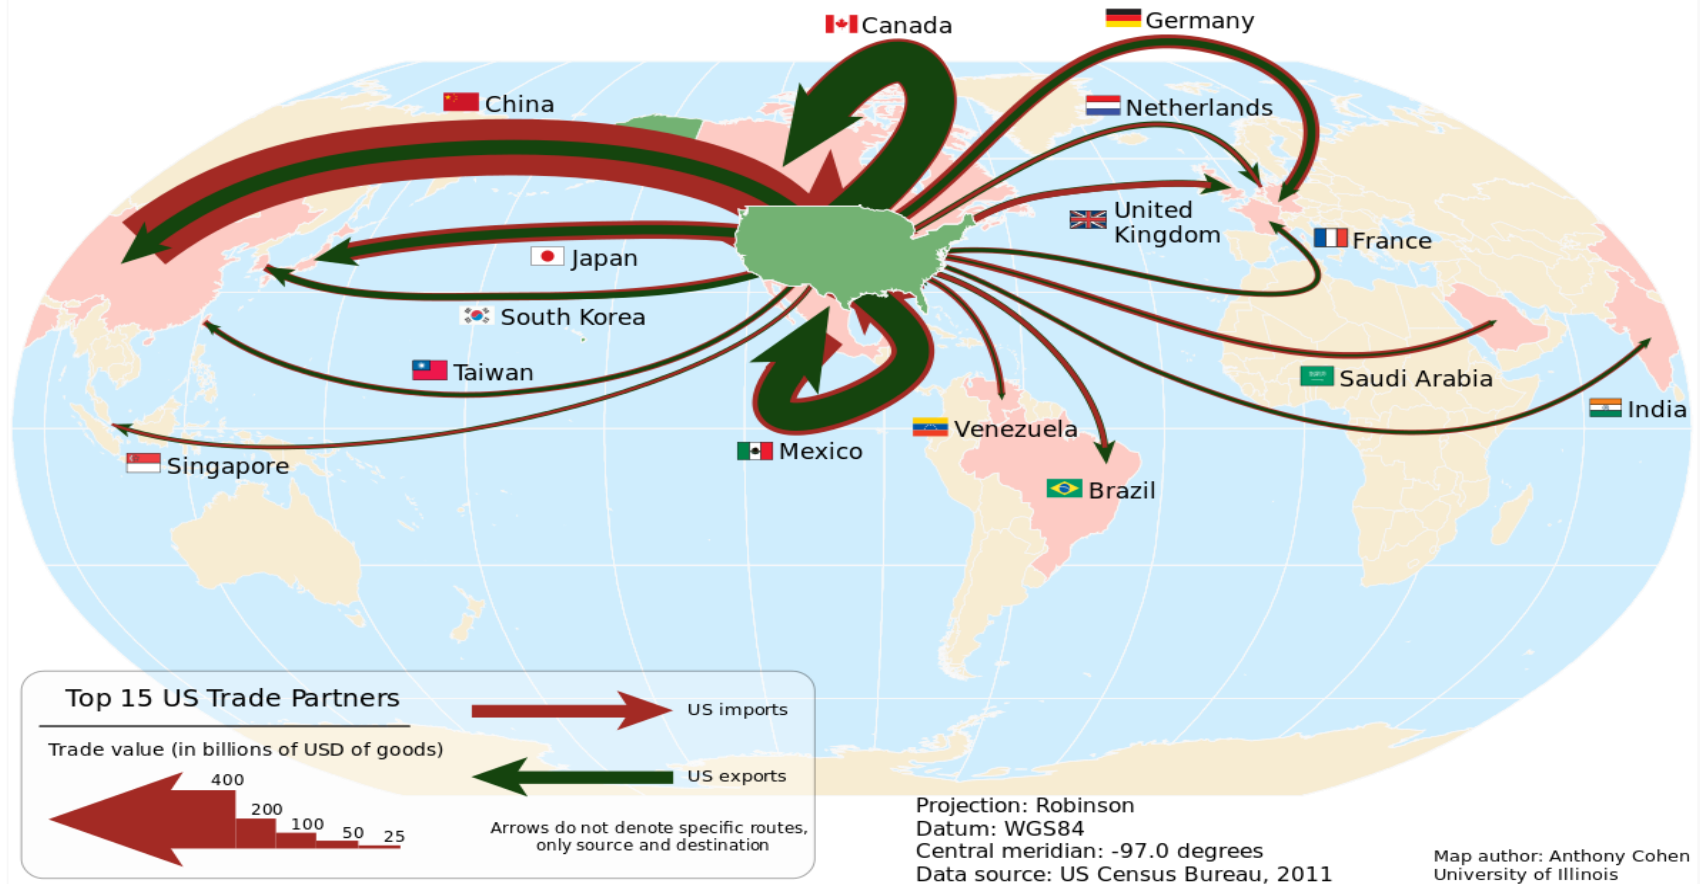 Canada
Germany
China
Netherlands
United
Kingdom
France
Japan
South Korea
Taiwan
Saudi Arabia
India
Venezuela
Mexico
Singapore
Brazil
Top 15 US Trade Partners
US imports
Trade value (in billions of USD of goods)
400
200
100
50
25
US exports
Arrows do not denote specific routes,
only source and destination
Projection: Robinson
Datum: WGS84
Central meridian: -97.0 degrees
Data source: US Census Bureau, 2011
Map author: Anthony Cohen
University of Illinois